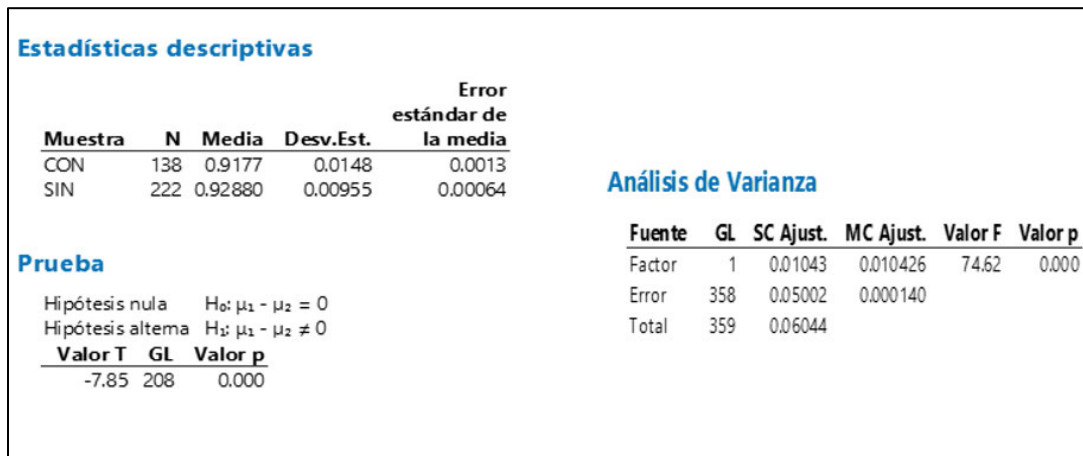 Estadísticas descriptivas
Error
estándar de
Muestra N Media Desv.Est. la media
CON 138 0.9177 0.0148 0.0013
SIN 222 0.92880 0.00955 0.00064
Prueba
Hipótesis nula H₀: μ₁ - μ₂ = 0
Hipótesis alterna H₁: μ₁ - μ₂ ≠ 0
Valor T GL Valor p
-7.85 208 0.000
Análisis de Varianza
Fuente GL SC Ajust. MC Ajust. Valor F Valor p
Factor 1 0.01043 0.010426 74.62 0.000
Error 358 0.05002 0.000140
Total 359 0.06044